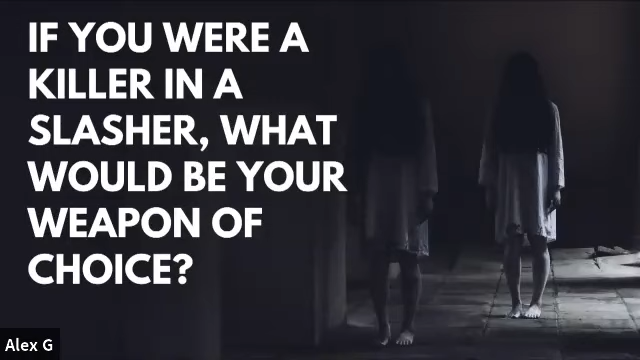 IF YOU WERE A
KILLER IN A
SLASHER, WHAT
WOULD BE YOUR
WEAPON OF
CHOICE?
Alex G